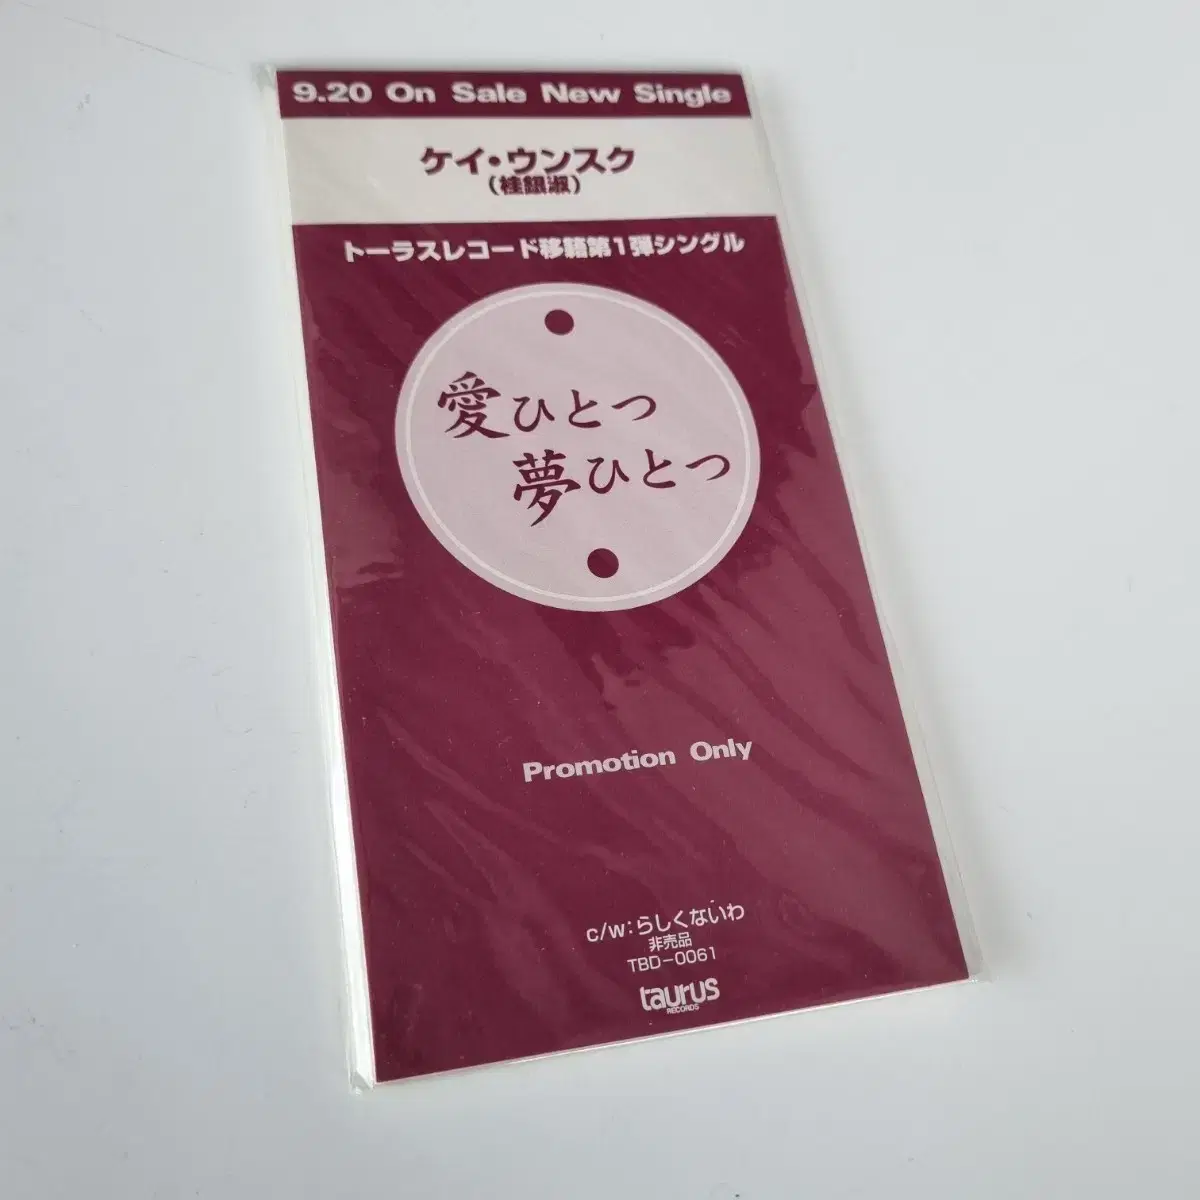 9.20 On Sale New Single
ケイ・ウンスク
(桂銀淑)
トーラスレコード移籍第1弾シングル
愛ひとつ
夢ひとつ
Promotion Only
c/w:らしくないわ
非売品
TBD-0061
taurus
RECORDS